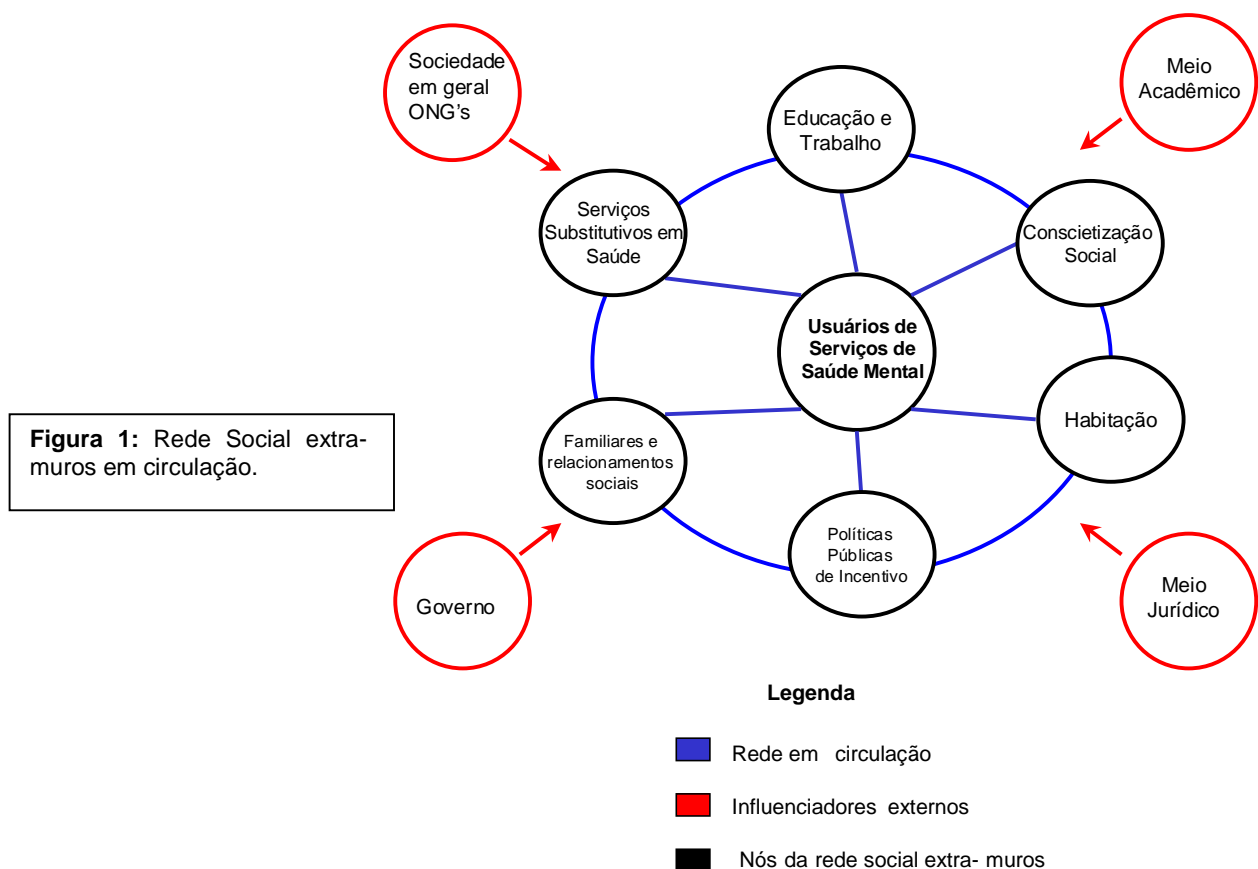 Sociedade
em geral
ONG's
Meio
Acadêmico
Educação e
Trabalho
Serviços
Substitutivos em
Saúde
Conscietização
Social
Usuários de
Serviços de
Saúde Mental
Figura 1: Rede Social extra-
muros em circulação.
Familiares e
relacionamentos
sociais
Habitação
Políticas
Públicas
de Incentivo
Governo
Meio
Jurídico
Legenda
Rede em circulação
Influenciadores externos
Nós da rede social extra- muros